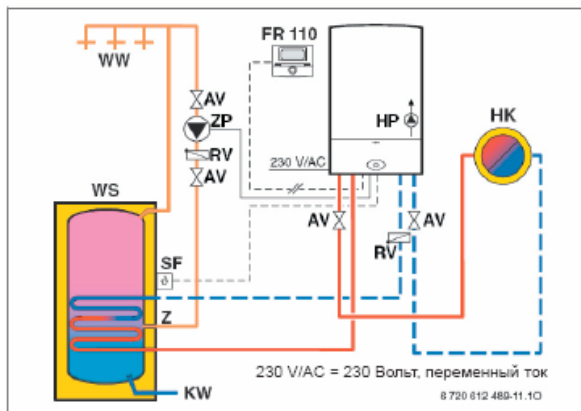 FR 110
WW
AV
ZP
HP
HK
RV
230 V/AC
AV
WS
AV
AV
RV
SF
Z
KW
230 V/AC = 230 Вольт, переменный ток
6 720 612 489-11.1O